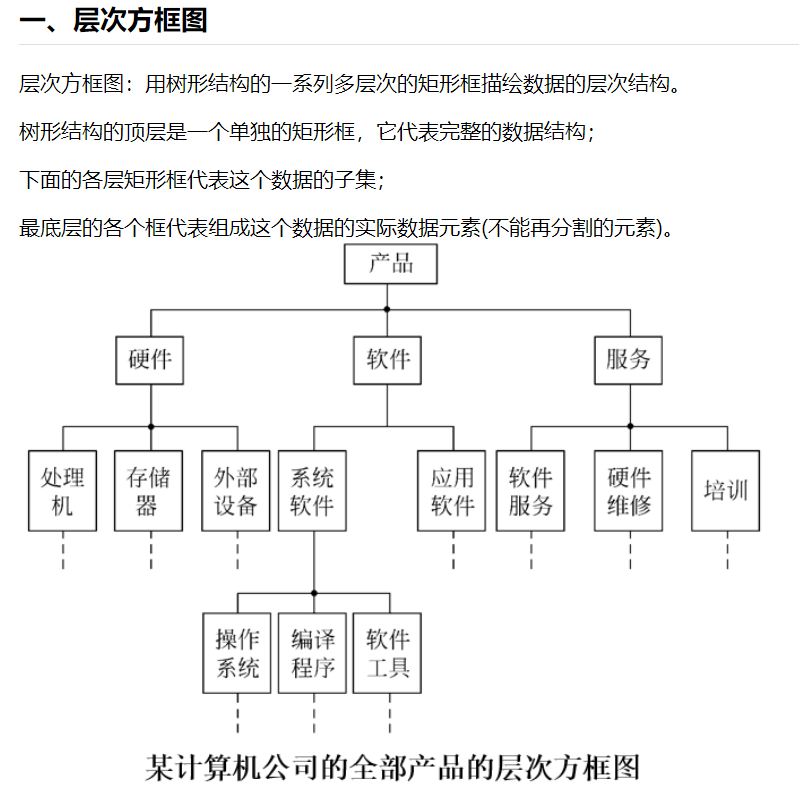 一、层次方框图
层次方框图：用树形结构的一系列多层次的矩形框描绘数据的层次结构。
树形结构的顶层是一个单独的矩形框，它代表完整的数据结构；
下面的各层矩形框代表这个数据的子集；
最底层的各个框代表组成这个数据的实际数据元素(不能再分割的元素)。
产品
硬件
软件
服务
处理
机
存储
器
外部
设备
系统
软件
应用
软件
软件
服务
硬件
维修
培训
操作
系统
编译
程序
软件
工具
某计算机公司的全部产品的层次方框图